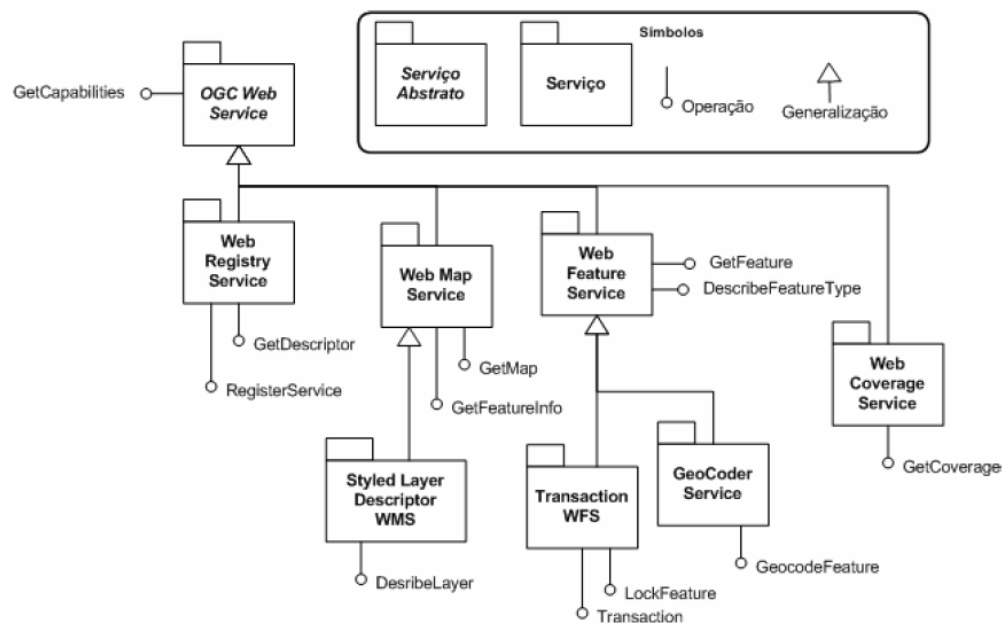 Símbolos
Serviço
Abstrato
Serviço
Operação
Generalização
GetCapabilities
OGC Web
Service
Web
Registry
Service
GetDescriptor
RegisterService
Web Map
Service
GetMap
GetFeatureInfo
Web
Feature
Service
GetFeature
DescribeFeatureType
Web
Coverage
Service
GetCoverages
Styled Layer
Descriptor
WMS
DesribeLayer
Transaction
WFS
LockFeature
Transaction
GeoCoder
Service
GeocodeFeature